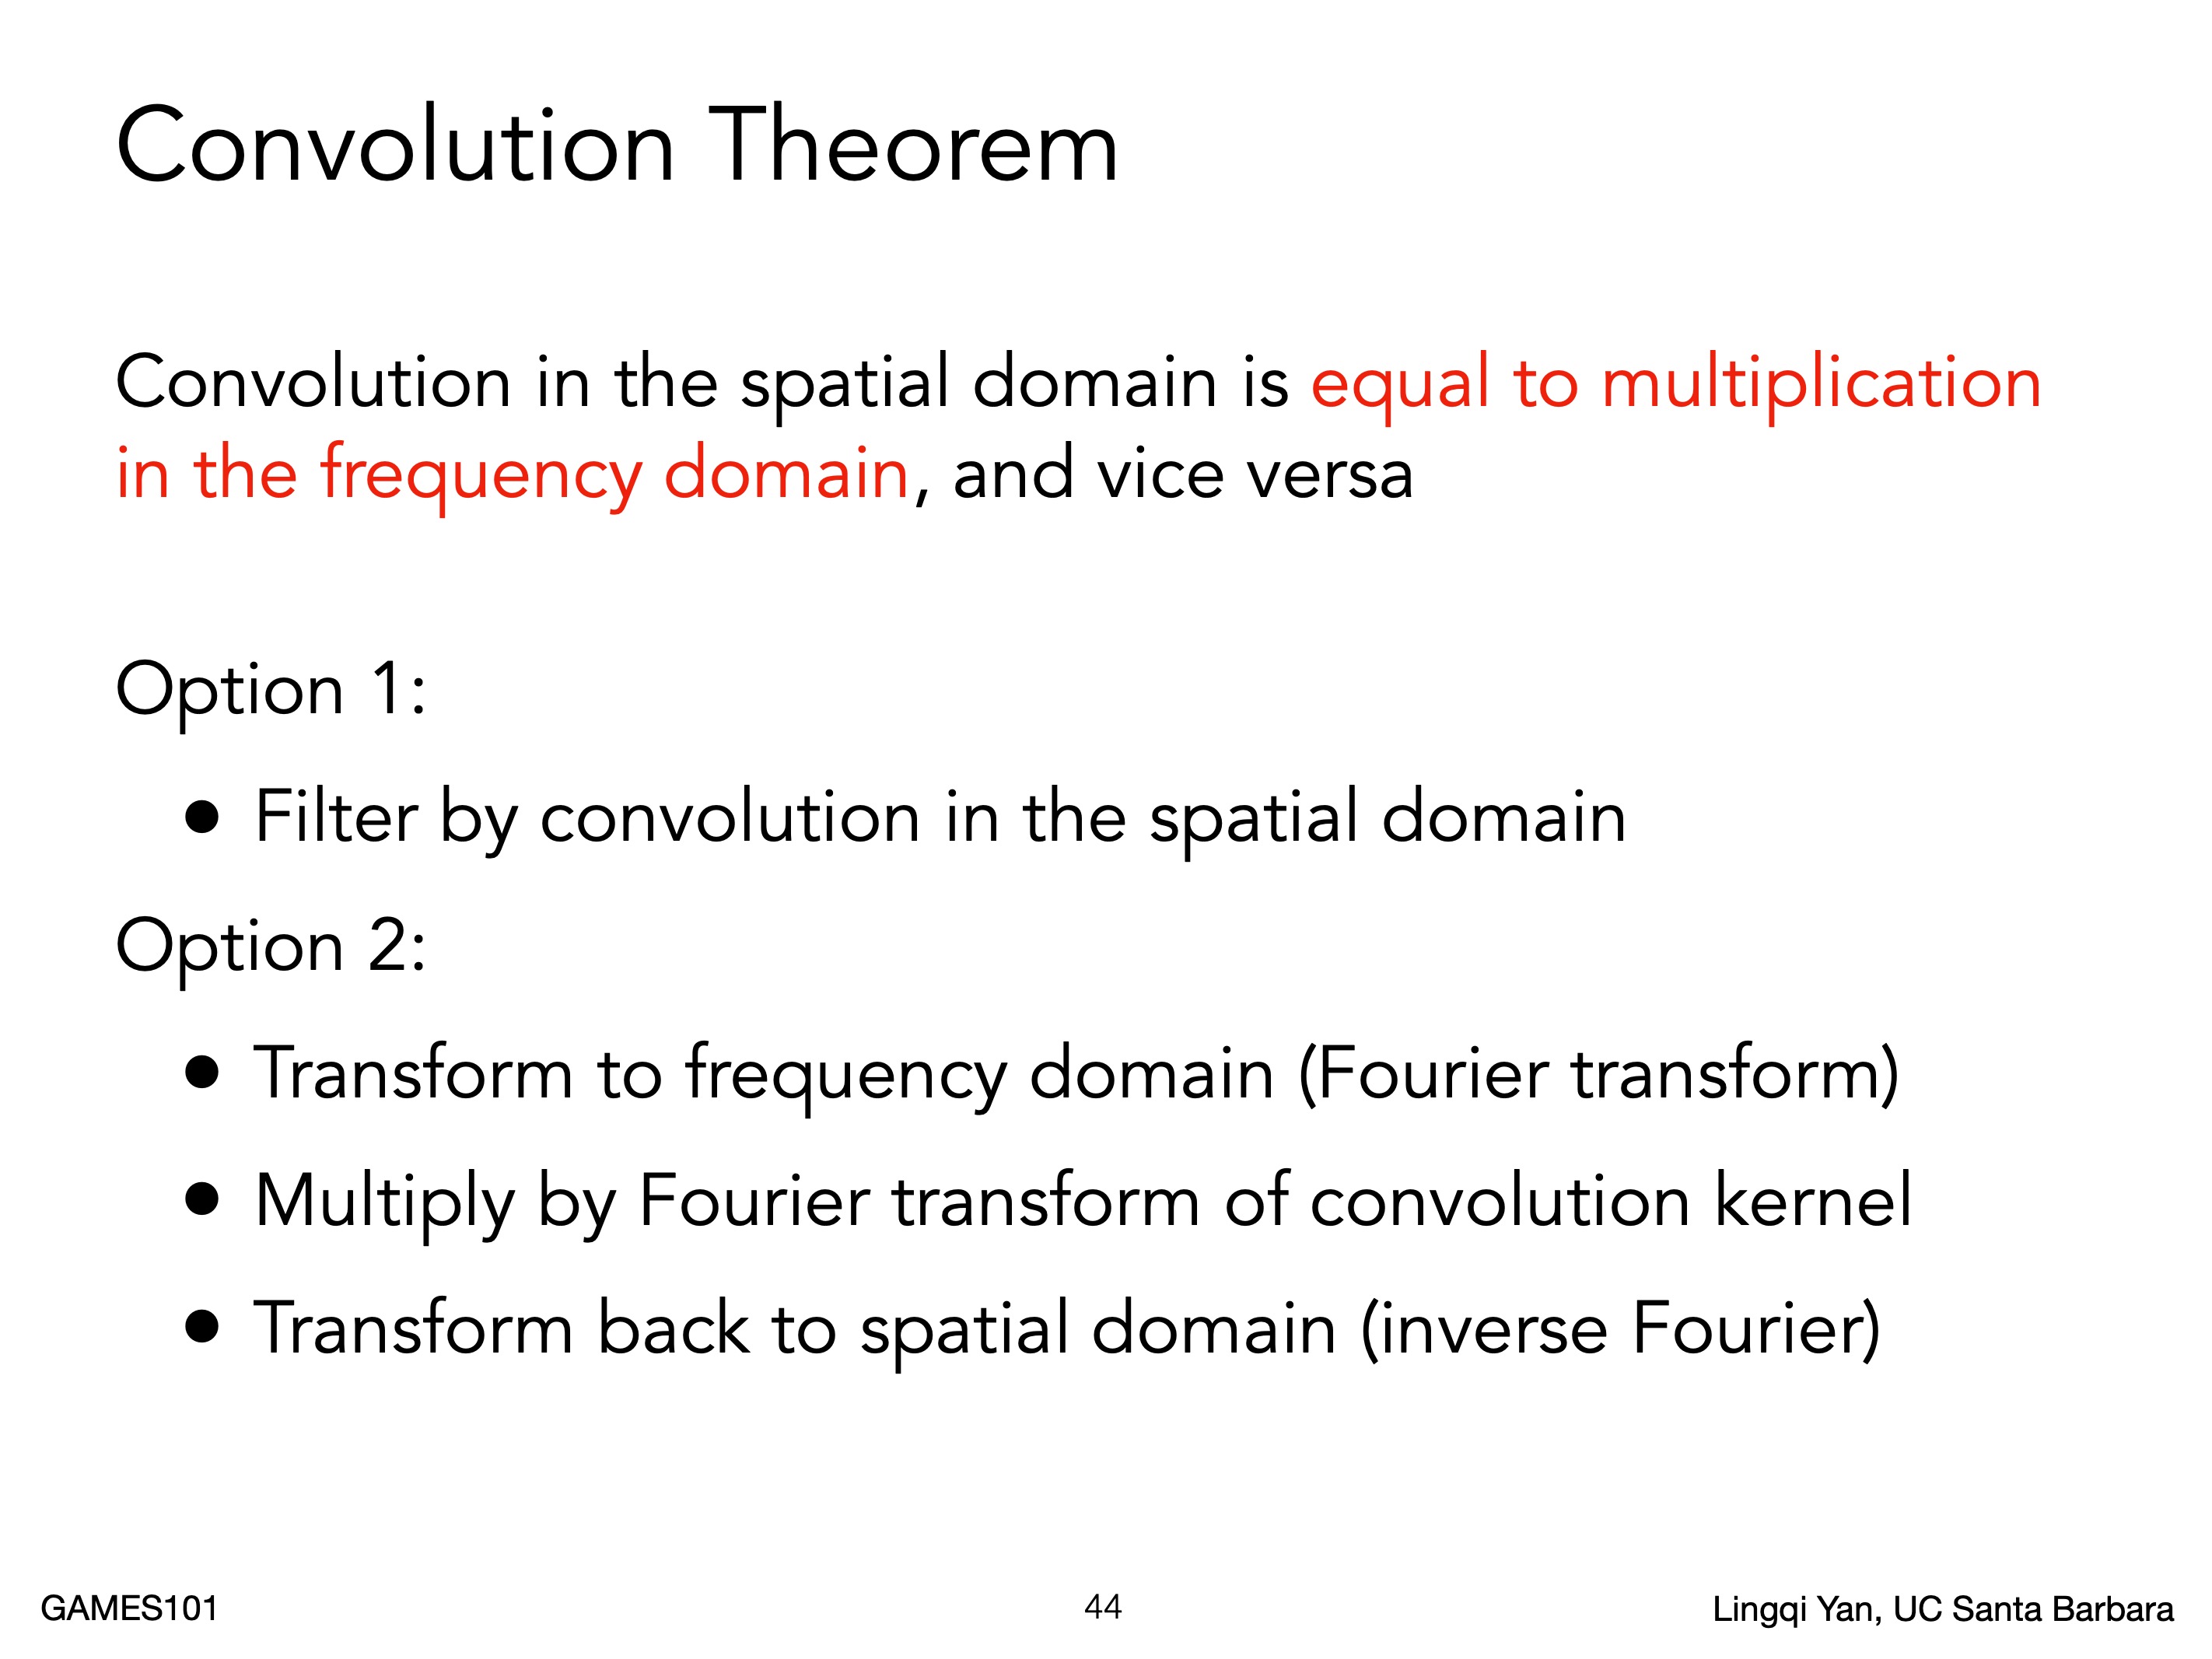 Convolution Theorem
Convolution in the spatial domain is equal to multiplication
in the frequency domain, and vice versa
Option 1:
• Filter by convolution in the spatial domain
Option 2:
• Transform to frequency domain (Fourier transform)
• Multiply by Fourier transform of convolution kernel
• Transform back to spatial domain (inverse Fourier)
GAMES101
44
Lingqi Yan, UC Santa Barbara